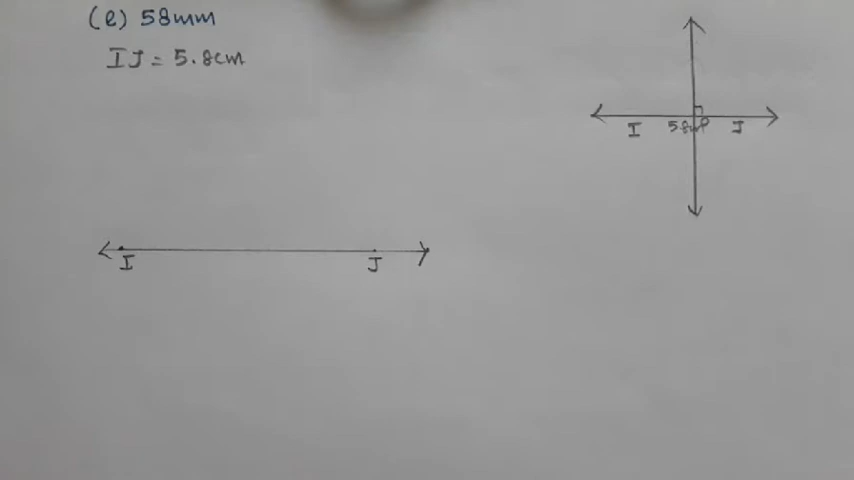 (e) 58mm
IJ = 5.8cm
I J
I J